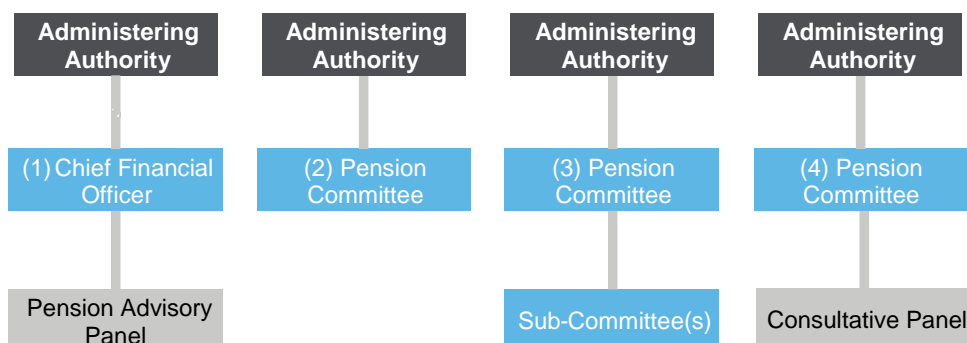 Administering
Authority
Administering
Authority
Administering
Authority
Administering
Authority
(1) Chief Financial
Officer
(2) Pension
Committee
(3) Pension
Committee
(4) Pension
Committee
Pension Advisory
Panel
Sub-Committee(s)
Consultative Panel